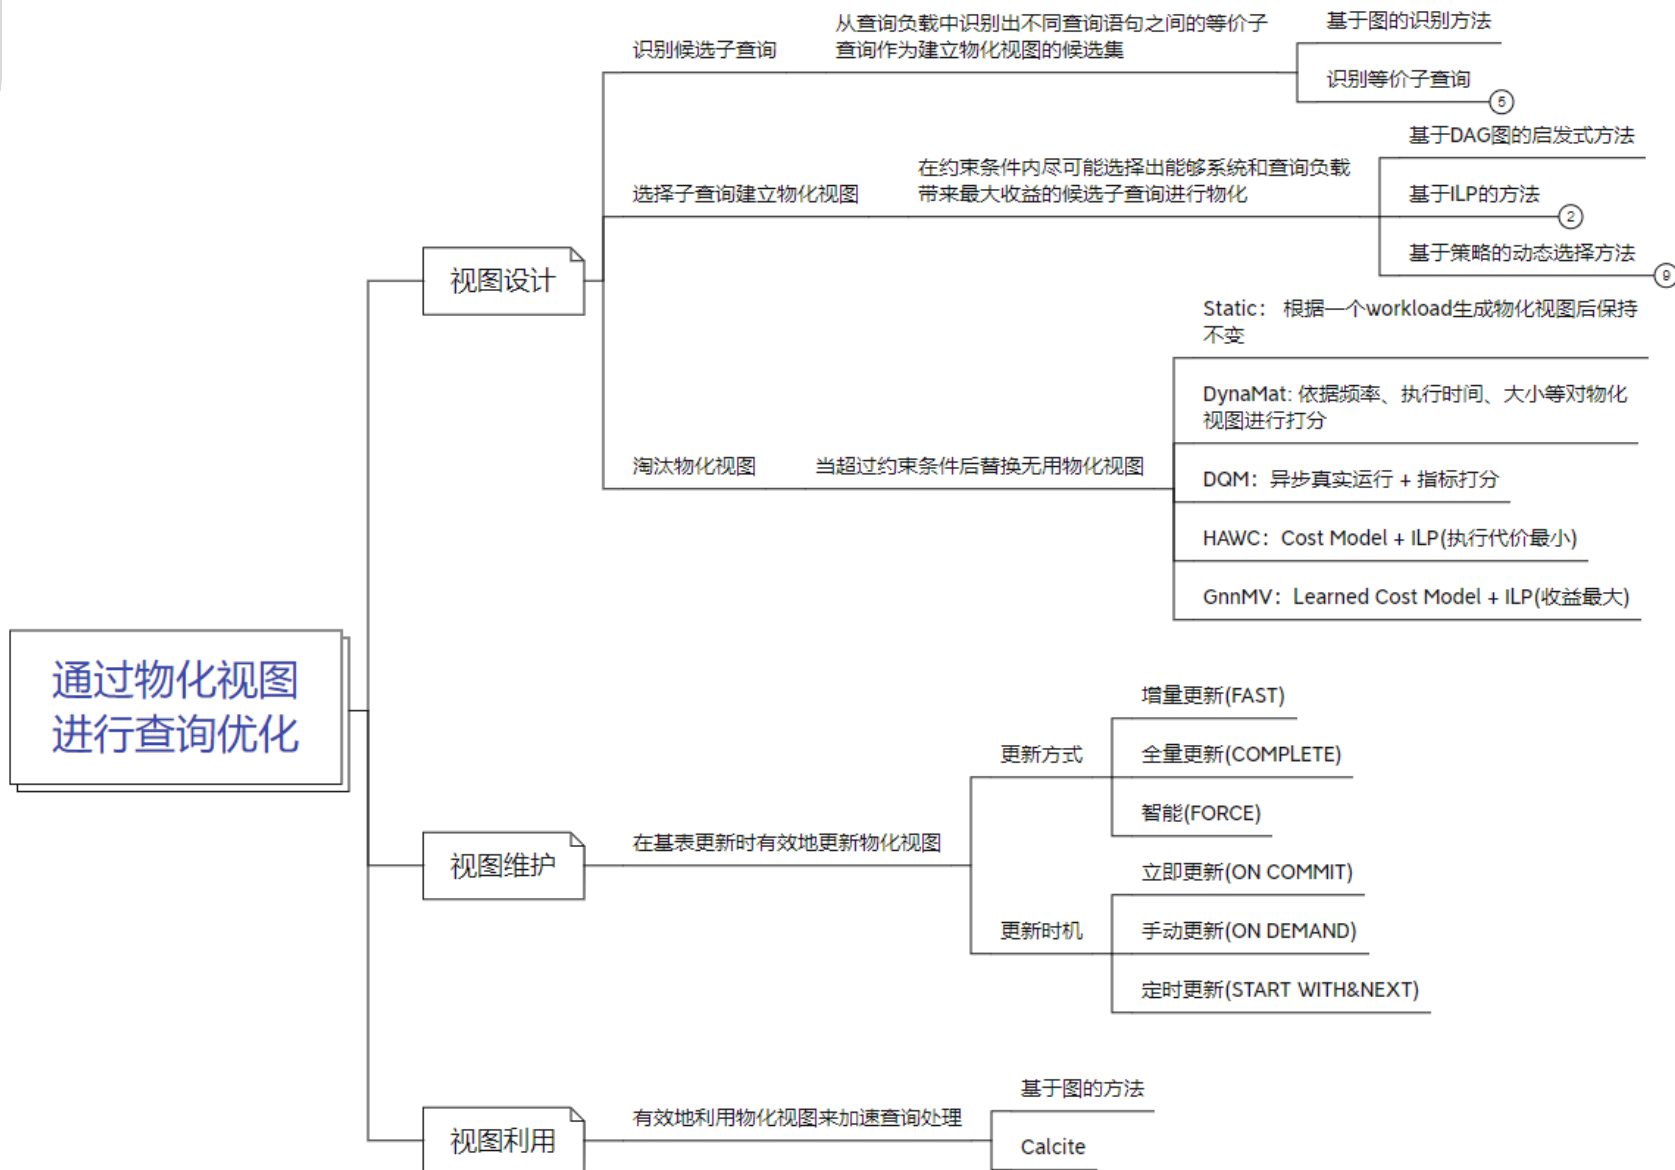 通过物化视图
进行查询优化
视图设计
识别候选子查询
从查询负载中识别出不同查询语句之间的等价子
查询作为建立物化视图的候选集
基于图的识别方法
识别等价子查询
5
选择子查询建立物化视图
在约束条件内尽可能选择出能够系统和查询负载
带来最大收益的候选子查询进行物化
基于DAG图的启发式方法
基于ILP的方法
2
基于策略的动态选择方法
9
淘汰物化视图
当超过约束条件后替换无用物化视图
Static： 根据一个workload生成物化视图后保持
不变
DynaMat: 依据频率、执行时间、大小等对物化
视图进行打分
DQM：异步真实运行 + 指标打分
HAWC：Cost Model + ILP(执行代价最小)
GnnMV：Learned Cost Model + ILP(收益最大)
视图维护
在基表更新时有效地更新物化视图
更新方式
增量更新(FAST)
全量更新(COMPLETE)
智能(FORCE)
更新时机
立即更新(ON COMMIT)
手动更新(ON DEMAND)
定时更新(START WITH&NEXT)
视图利用
有效地利用物化视图来加速查询处理
基于图的方法
Calcite